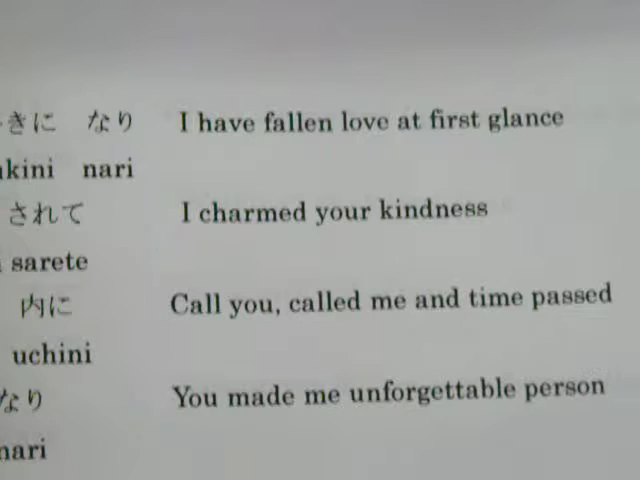 きに なり I have fallen love at first glance
kini nari
されて I charmed your kindness
sarete
内に Call you, called me and time passed
uchini
なり You made me unforgettable person
nari